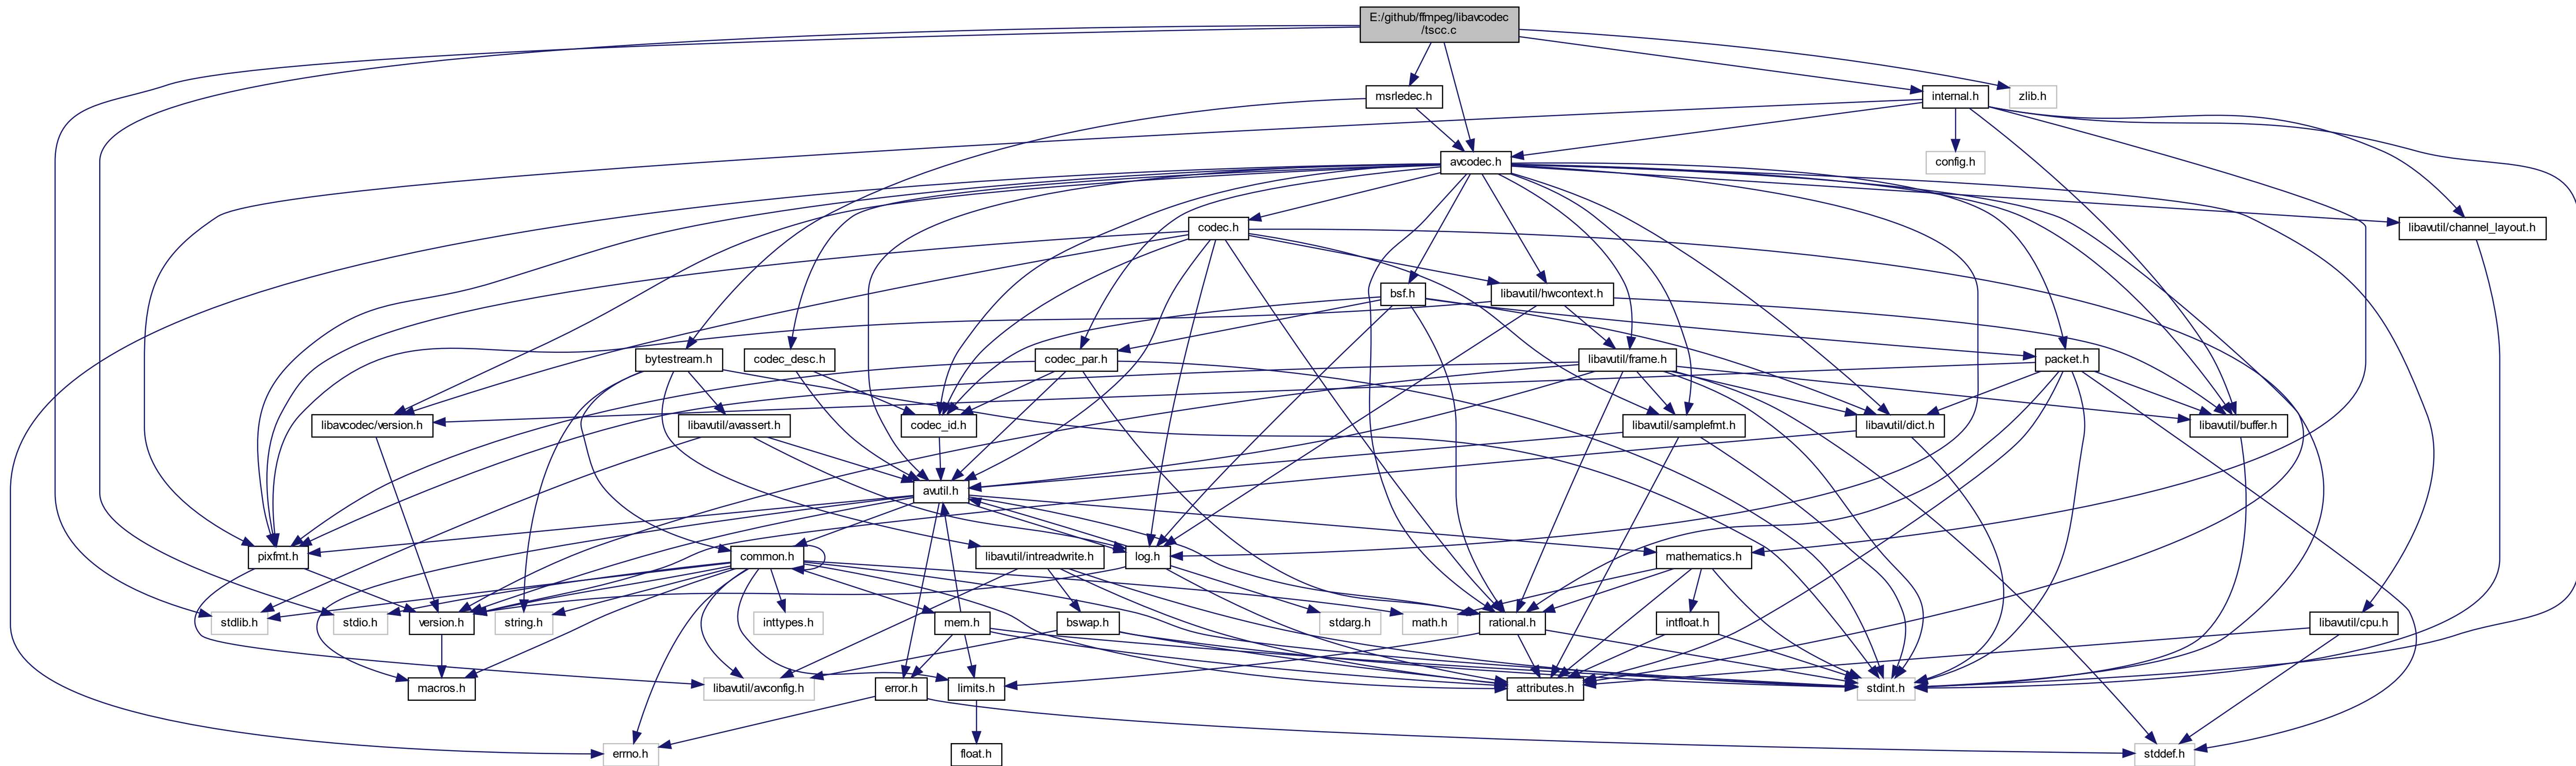 E:/github/ffmpeg/libavcodec
/tscc.c
msrledec.h
internal.h
zlib.h
avcodec.h
config.h
codec.h
libavutil/channel_layout.h
bsf.h
libavutil/hwcontext.h
bytestream.h
codec_desc.h
codec_par.h
libavutil/frame.h
packet.h
libavcodec/version.h
libavutil/avassert.h
codec_id.h
libavutil/samplefmt.h
libavutil/dict.h
libavutil/buffer.h
avutil.h
pixfmt.h
common.h
libavutil/intreadwrite.h
log.h
mathematics.h
stdlib.h
stdio.h
version.h
string.h
inttypes.h
mem.h
bswap.h
stdarg.h
math.h
rational.h
intfloat.h
libavutil/cpu.h
macros.h
libavutil/avconfig.h
error.h
limits.h
attributes.h
stdint.h
errno.h
float.h
stddef.h